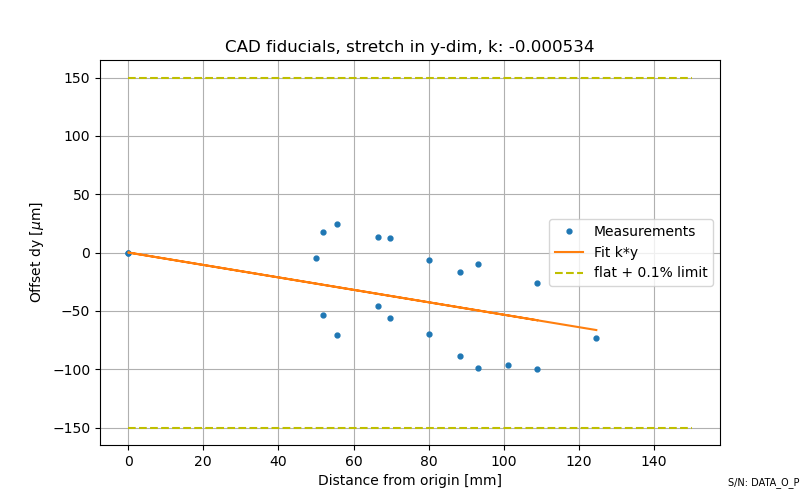 CAD fiducials, stretch in y-dim, k: -0.000534
Offset dy [μm]
150
100
50
0
−50
−100
−150
Measurements
Fit k*y
flat + 0.1% limit
0 20 40 60 80 100 120 140
Distance from origin [mm]
S/N: DATA_O_P